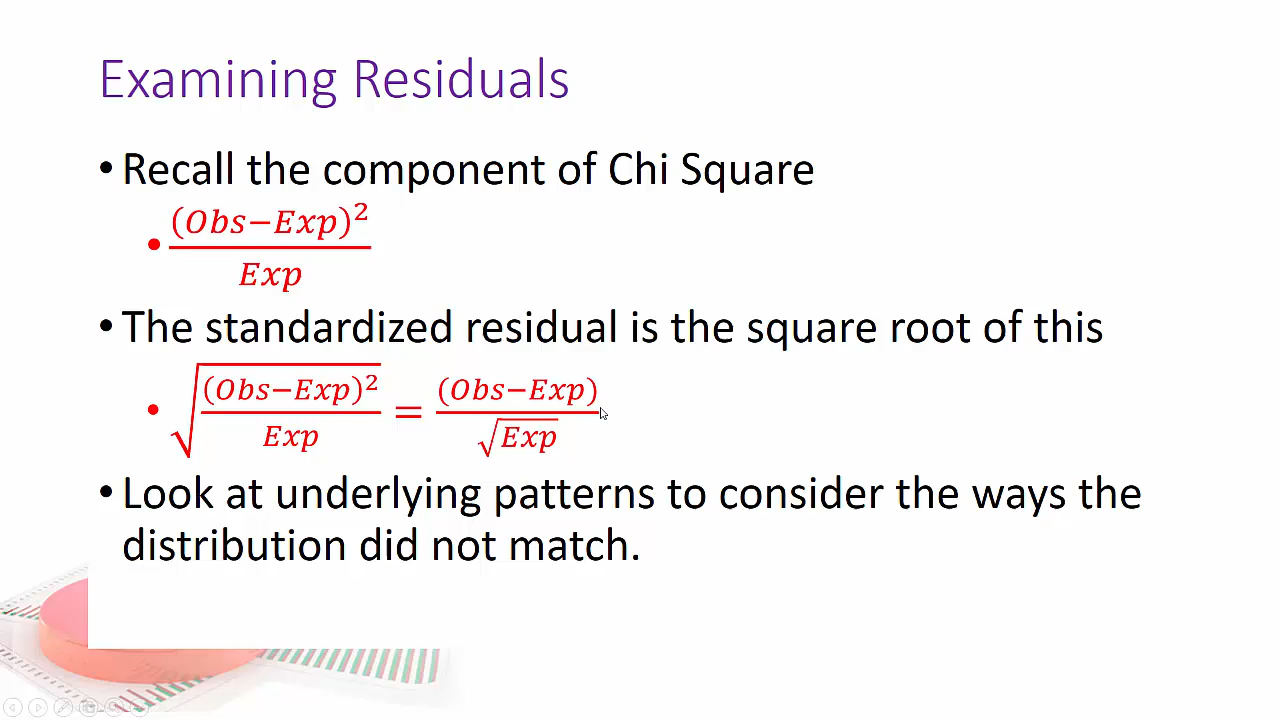 Examining Residuals
• Recall the component of Chi Square
• (Obs−Exp)² / Exp
• The standardized residual is the square root of this
• √((Obs−Exp)² / Exp) = (Obs−Exp) / √Exp
• Look at underlying patterns to consider the ways the
distribution did not match.